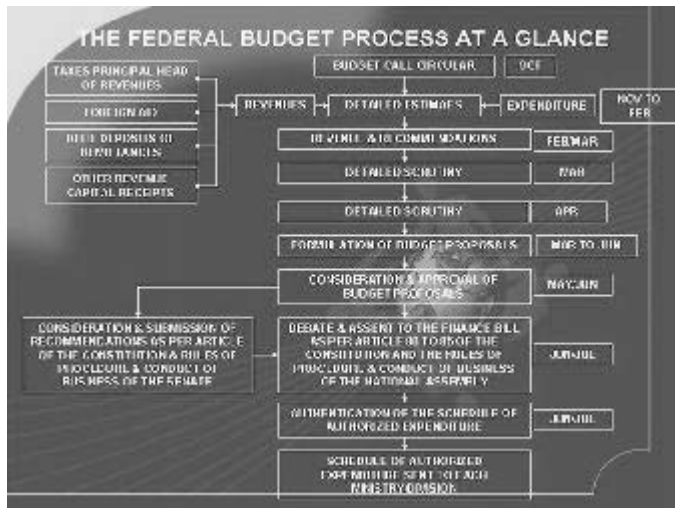 THE FEDERAL BUDGET PROCESS AT A GLANCE
BUDGET CALL CIRCULAR
OCT
TAXES PRINCIPAL HEAD
OF REVENUES
FOREIGN AID
DEPOSITS
REMITTANCES
OTHER REVENUE
CAPITAL RECEIPTS
REVENUES
DETAILED ESTIMAES
EXPENDITURE
NOV TO
FEB
RECOMMENDATIONS
FEB/MAR
DETAILED SCRUTINY
MAR
DETAILED SCRUTINY
APR
FORMULATION OF BUDGET PROPOSALS
MAR TO JUN
CONSIDERATION & APPROVAL OF
BUDGET PROPOSALS
MAY/JUN
CONSIDERATION & SUBMISSION OF
RECOMMENDATIONS AS PER ARTICLE
OF THE CONSTITUTION & RULES OF
PROCEDURE & CONDUCT OF
BUSINESS OF THE SENATE
DEBATE & ASSENT TO THE FINANCE BILL
AS PER ARTICLE OF THE
CONSTITUTION AND THE RULES OF
PROCEDURE & CONDUCT OF BUSINESS
OF THE NATIONAL ASSEMBLY
JUN/JUL
AUTHENTICATION OF THE SCHEDULE OF
AUTHORIZED EXPENDITURE
JUN/JUL
SCHEDULE OF AUTHORIZED
EXPENDITURE SENT TO EACH
MINISTRY/DIVISION